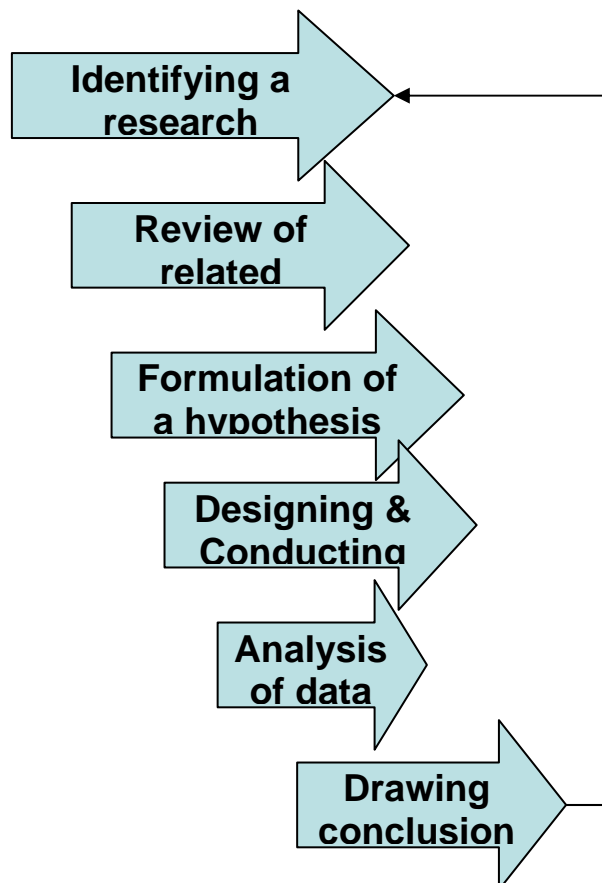 Identifying a
research
Review of
related
Formulation of
a hypothesis
Designing &
Conducting
Analysis
of data
Drawing
conclusion